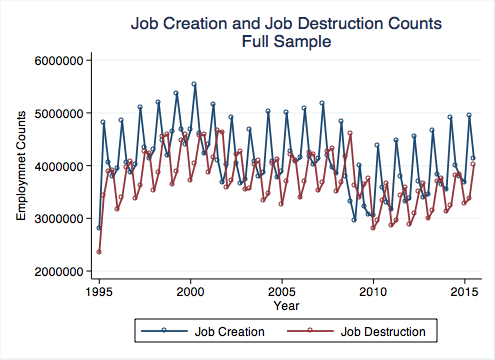 Job Creation and Job Destruction Counts
Full Sample
Employmnet Counts
6000000
5000000
4000000
3000000
2000000
1995 2000 2005 2010 2015
Year
Job Creation Job Destruction